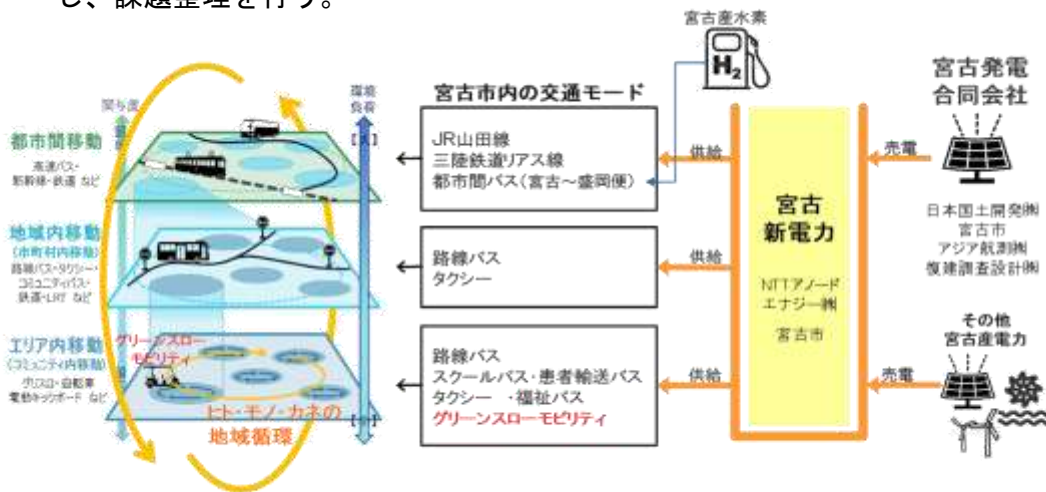 し、課題整理を行う。
宮古産水素
H₂
宮古発電
合同会社
関与度
環境
負荷
【大】
宮古市内の交通モード
都市間移動
高速バス・
新幹線・鉄道 など
JR山田線
三陸鉄道リアス線
都市間バス（宮古～盛岡便）
供給
売電
宮古
新電力
NTTアノード
エナジー㈱
宮古市
日本国土開発㈱
宮古市
アジア航測㈱
復建調査設計㈱
地域内移動
（市町村内移動）
路線バス・タクシー・
コミュニティバス・
鉄道・LRT など
路線バス
タクシー
供給
その他
宮古産電力
エリア内移動
（コミュニティ内移動）
グリスロ・自転車
電動キックボード など
グリーンスロー
モビリティ
ヒト・モノ・カネの
地域循環
路線バス
スクールバス・患者輸送バス
タクシー ・福祉バス
グリーンスローモビリティ
供給
売電